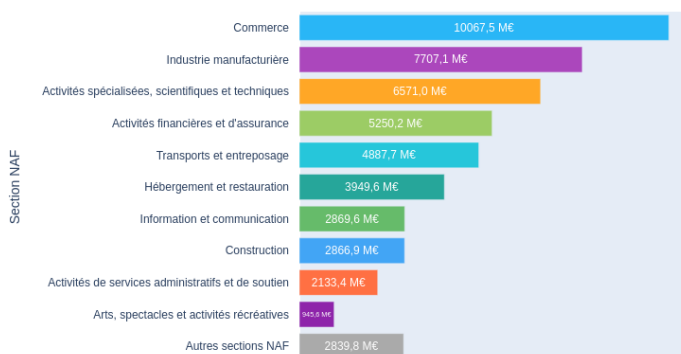 Section NAF
Commerce 10067,5 M€
Industrie manufacturière 7707,1 M€
Activités spécialisées, scientifiques et techniques 6571,0 M€
Activités financières et d'assurance 5250,2 M€
Transports et entreposage 4887,7 M€
Hébergement et restauration 3949,6 M€
Information et communication 2869,6 M€
Construction 2866,9 M€
Activités de services administratifs et de soutien 2133,4 M€
Arts, spectacles et activités récréatives 945,6 M€
Autres sections NAF 2839,8 M€